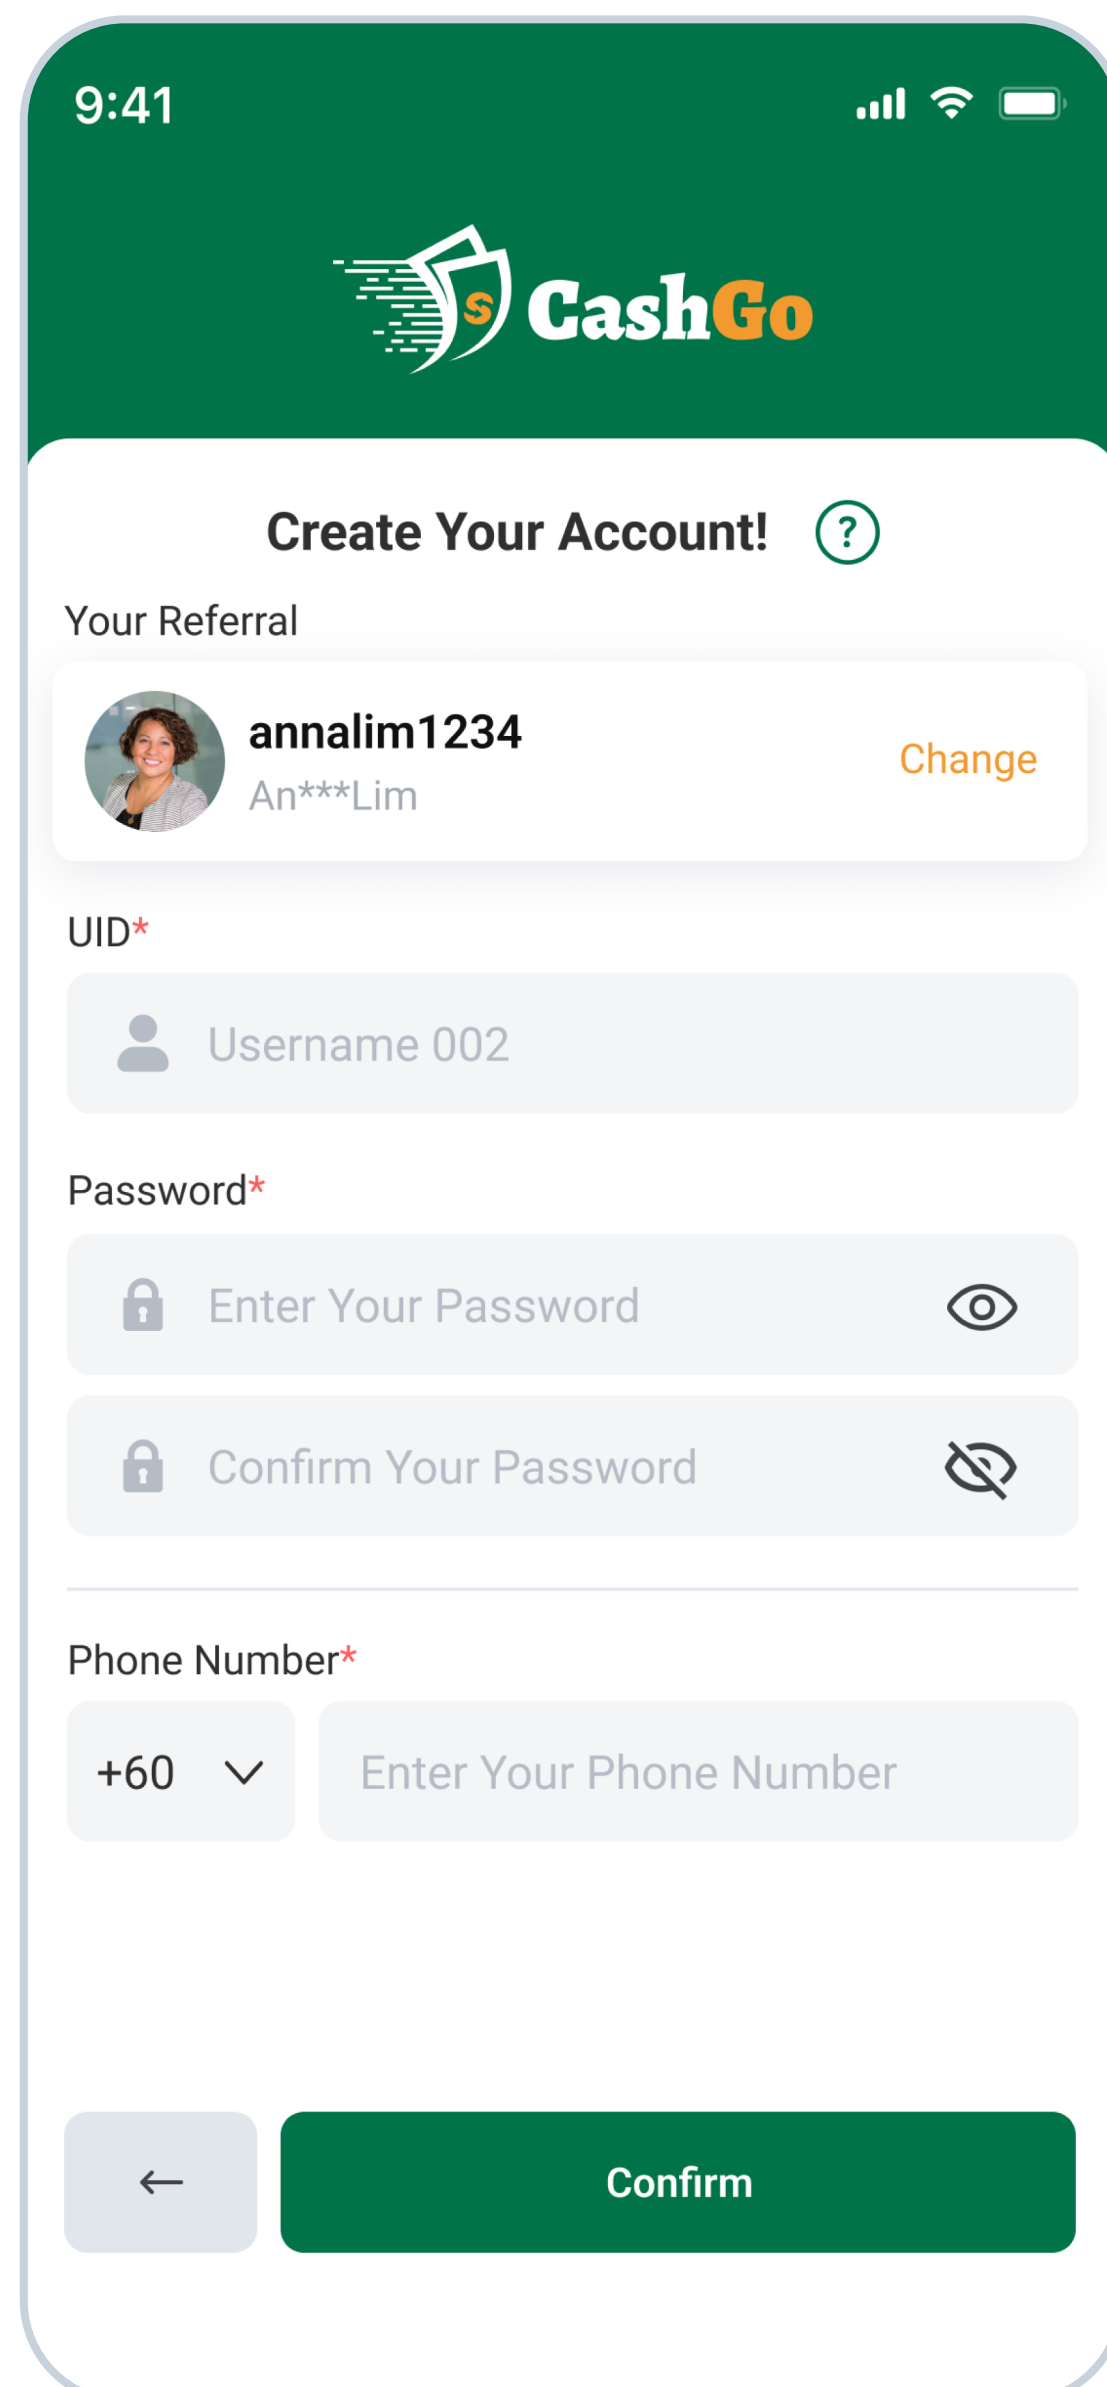 9:41
CashGo
Create Your Account! ?
Your Referral
annalim1234
An***Lim
Change
UID*
Username 002
Password*
Enter Your Password
Confirm Your Password
Phone Number*
+60
Enter Your Phone Number
Confirm